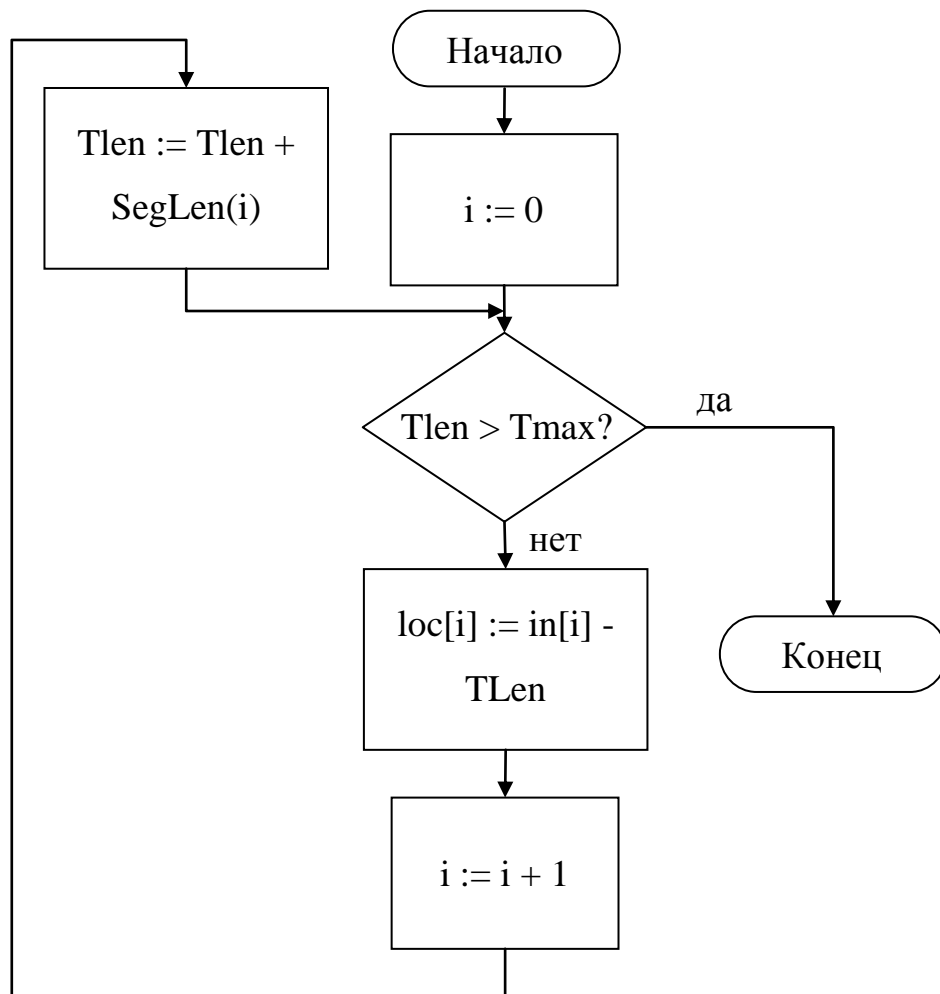 Начало
Tlen := Tlen +
SegLen(i)
i := 0
Tlen > Tmax?
да
нет
loc[i] := in[i] -
TLen
Конец
i := i + 1